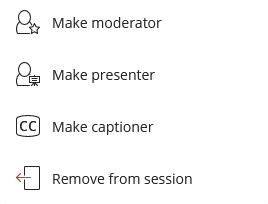 Make moderator
Make presenter
CC Make captioner
Remove from session